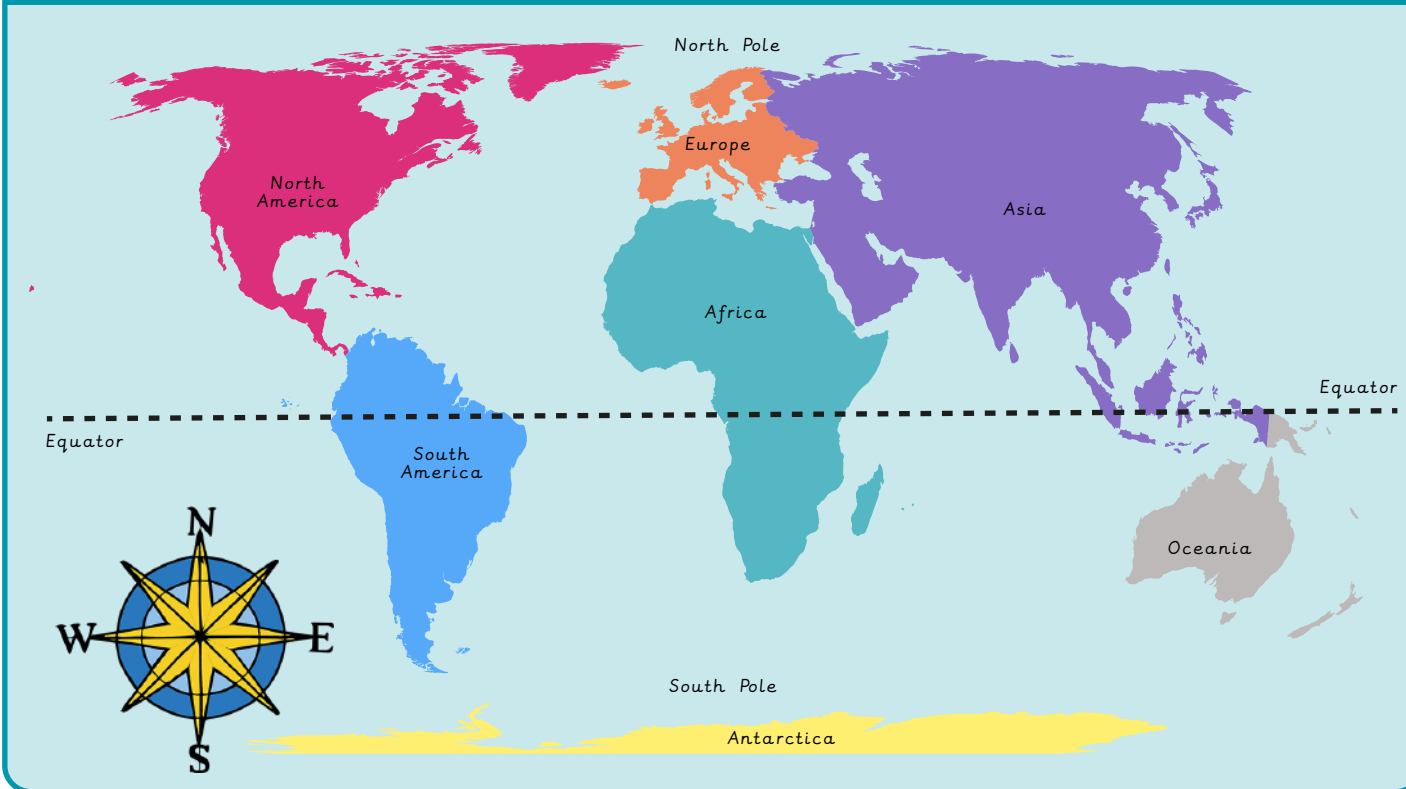 North Pole
Europe
North
America
Asia
Africa
Equator
Equator
South
America
N
Oceania
W
E
South Pole
Antarctica
S